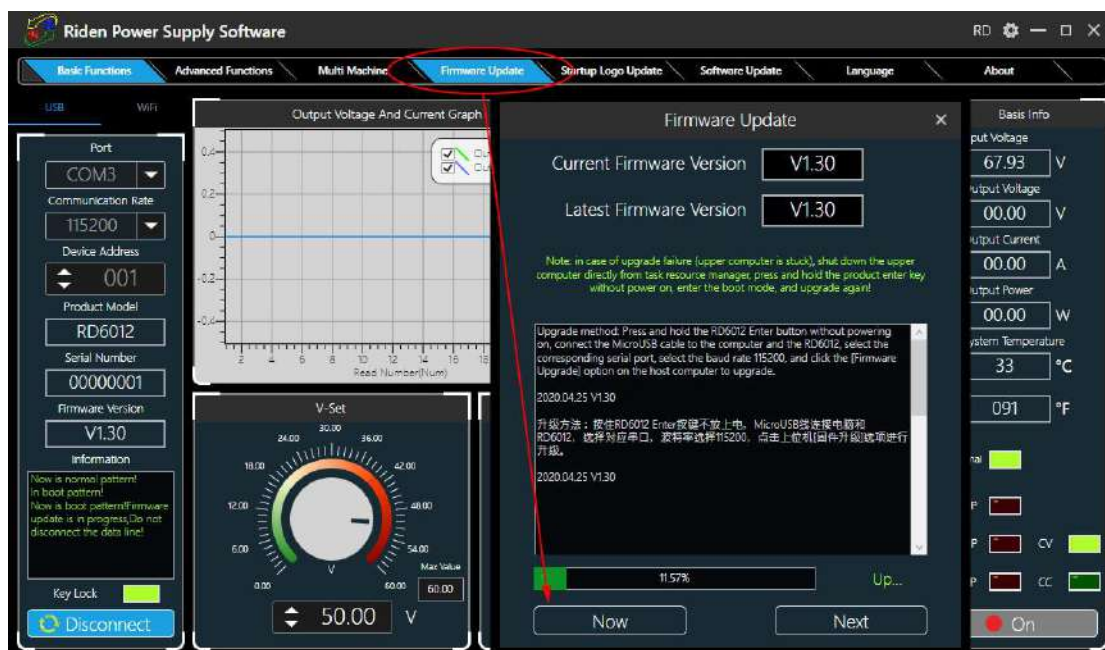 Riden Power Supply Software
RD
Basic Functions
Advanced Functions
Multi Machine
Firmware Update
Startup Logo Update
Software Update
Language
About
USB
WiFi
Port
COM3
Communication Rate
115200
Device Address
001
Product Model
RD6012
Serial Number
00000001
Firmware Version
V1.30
Information
Now is normal pattern!
In boot pattern!
Now is boot pattern!Firmware
update is in progress,Do not
disconnect the data line!
Key Lock
Disconnect
Output Voltage And Current Graph
0.4
0.2
0
-0.2
-0.4
2 4 6 8 10 12 14 16 18
Read Number(Num)
V-Set
0.00
6.00
12.00
18.00
24.00
30.00
36.00
42.00
48.00
54.00
60.00
V
Max Value
60.00
50.00 V
Firmware Update
Current Firmware Version V1.30
Latest Firmware Version V1.30
Note: in case of upgrade failure (upper computer is stuck), shut down the upper
computer directly from task resource manager, press and hold the product enter key
without power on, enter the boot mode, and upgrade again!
Upgrade method: Press and hold the RD6012 Enter button without powering
on, connect the MicroUSB cable to the computer and the RD6012, select the
corresponding serial port, select the baud rate 115200, and click the [Firmware
Upgrade] option on the host computer to upgrade.
2020.04.25 V1.30
升级方法：按住RD6012 Enter按键不放上电，MicroUSB线连接电脑和
RD6012，选择对应串口，波特率选择115200，点击上位机[固件升级]选项进行
升级。
2020.04.25 V1.30
11.57%
Up...
Now
Next
Basis Info
put Voltage
67.93 V
utput Voltage
00.00 V
utput Current
00.00 A
utput Power
00.00 W
ystem Temperature
33 °C
091 °F
nal
P
P
CV
P
CC
On